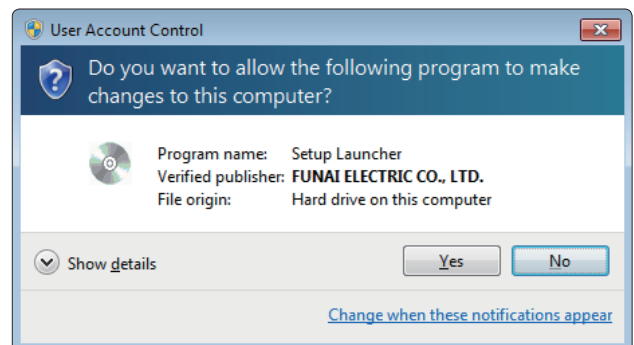 User Account Control
Do you want to allow the following program to make
changes to this computer?
Program name: Setup Launcher
Verified publisher: FUNAI ELECTRIC CO., LTD.
File origin: Hard drive on this computer
Show details Yes No
Change when these notifications appear